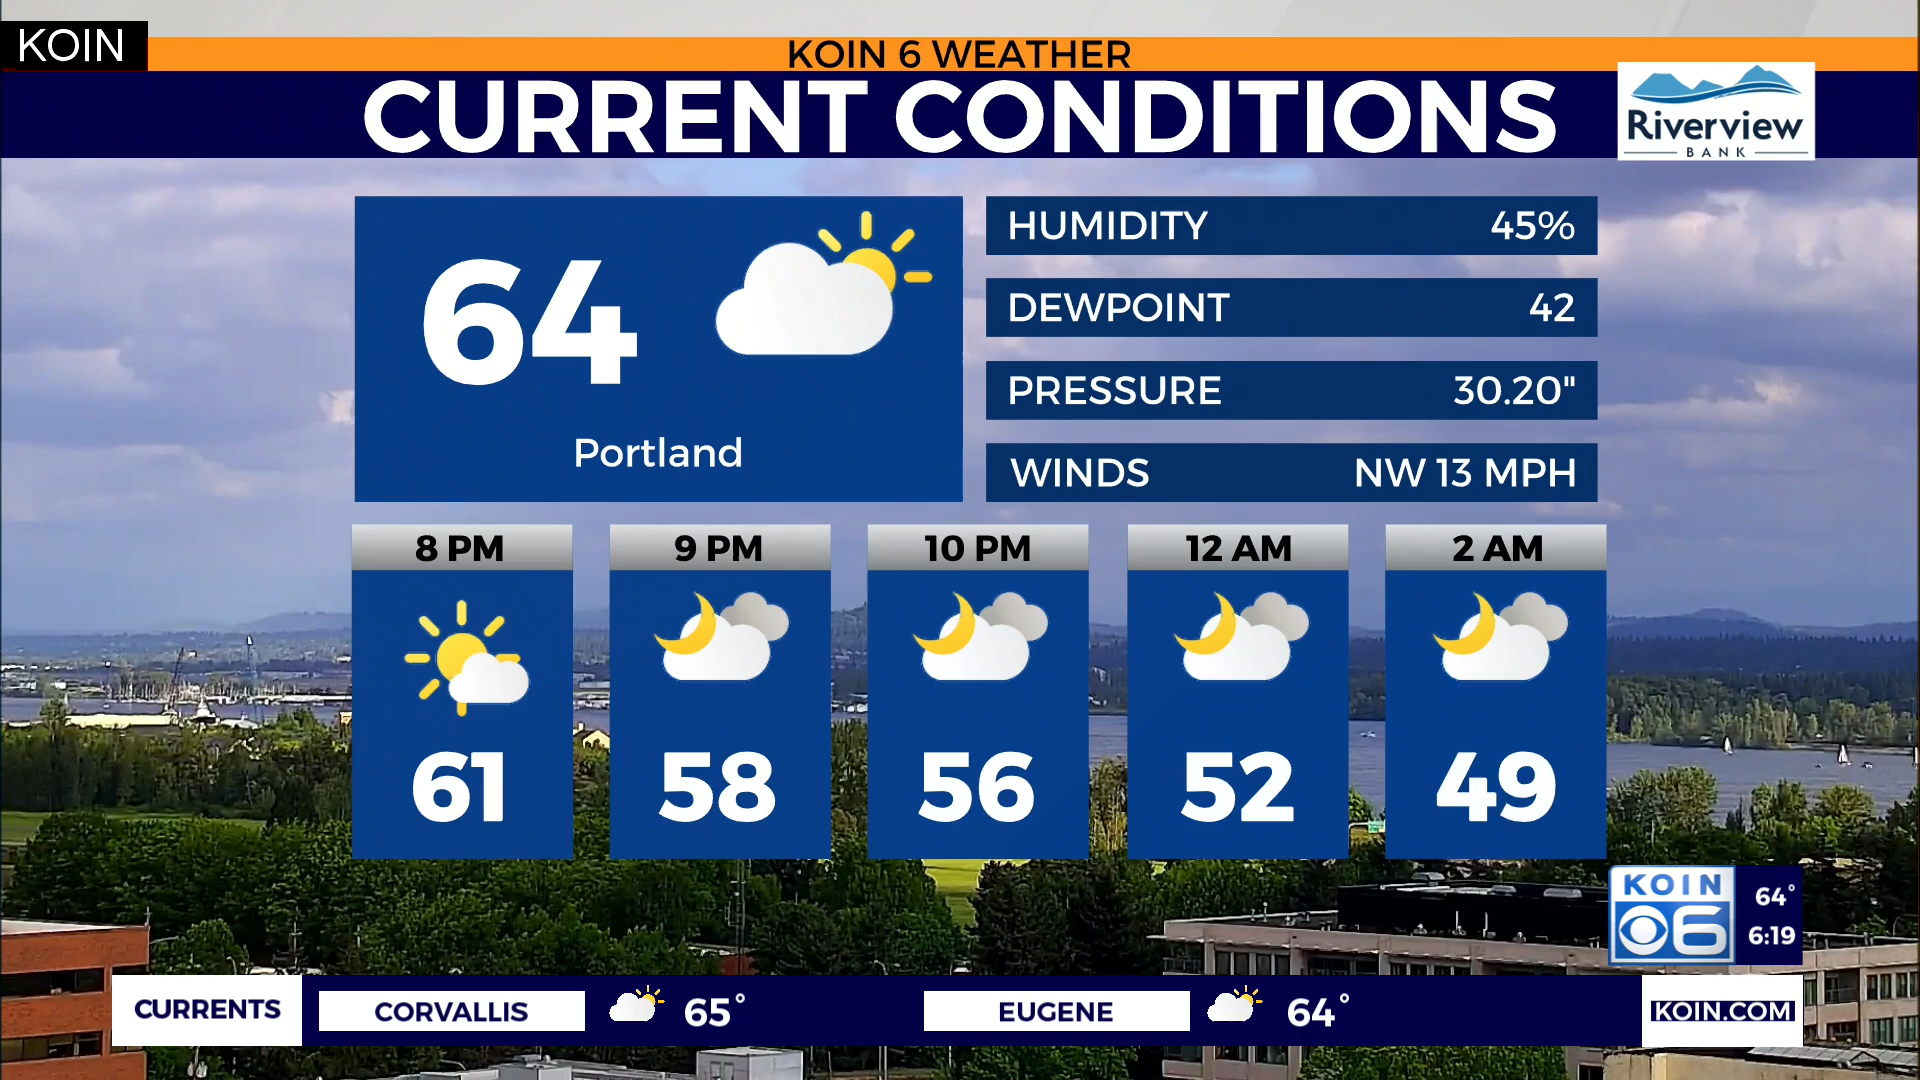 KOIN
KOIN 6 WEATHER
CURRENT CONDITIONS
Riverview
BANK
64
Portland
HUMIDITY 45%
DEWPOINT 42
PRESSURE 30.20"
WINDS NW 13 MPH
8 PM 9 PM 10 PM 12 AM 2 AM
61 58 56 52 49
KOIN
6
64°
6:19
CURRENTS CORVALLIS 65° EUGENE 64° KOIN.COM